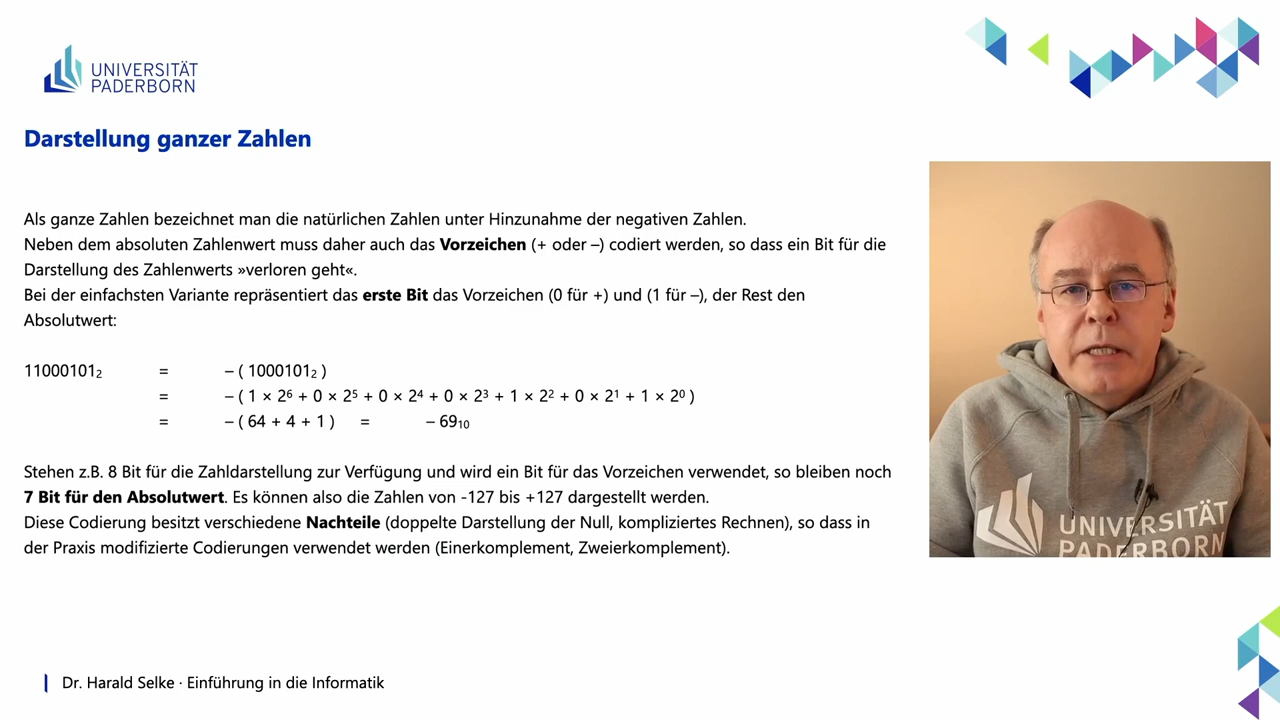 UNIVERSITÄT
PADERBORN
Darstellung ganzer Zahlen
Als ganze Zahlen bezeichnet man die natürlichen Zahlen unter Hinzunahme der negativen Zahlen.
Neben dem absoluten Zahlenwert muss daher auch das Vorzeichen (+ oder –) codiert werden, so dass ein Bit für die
Darstellung des Zahlenwerts »verloren geht«.
Bei der einfachsten Variante repräsentiert das erste Bit das Vorzeichen (0 für +) und (1 für –), der Rest den
Absolutwert:
11000101₂ = – ( 1000101₂ )
= – ( 1 × 2⁶ + 0 × 2⁵ + 0 × 2⁴ + 0 × 2³ + 1 × 2² + 0 × 2¹ + 1 × 2⁰ )
= – ( 64 + 4 + 1 ) = – 69₁₀
Stehen z.B. 8 Bit für die Zahldarstellung zur Verfügung und wird ein Bit für das Vorzeichen verwendet, so bleiben noch
7 Bit für den Absolutwert. Es können also die Zahlen von -127 bis +127 dargestellt werden.
Diese Codierung besitzt verschiedene Nachteile (doppelte Darstellung der Null, kompliziertes Rechnen), so dass in
der Praxis modifizierte Codierungen verwendet werden (Einerkomplement, Zweierkomplement).
UNIVERSITÄT
PADERBORN
Dr. Harald Selke · Einführung in die Informatik